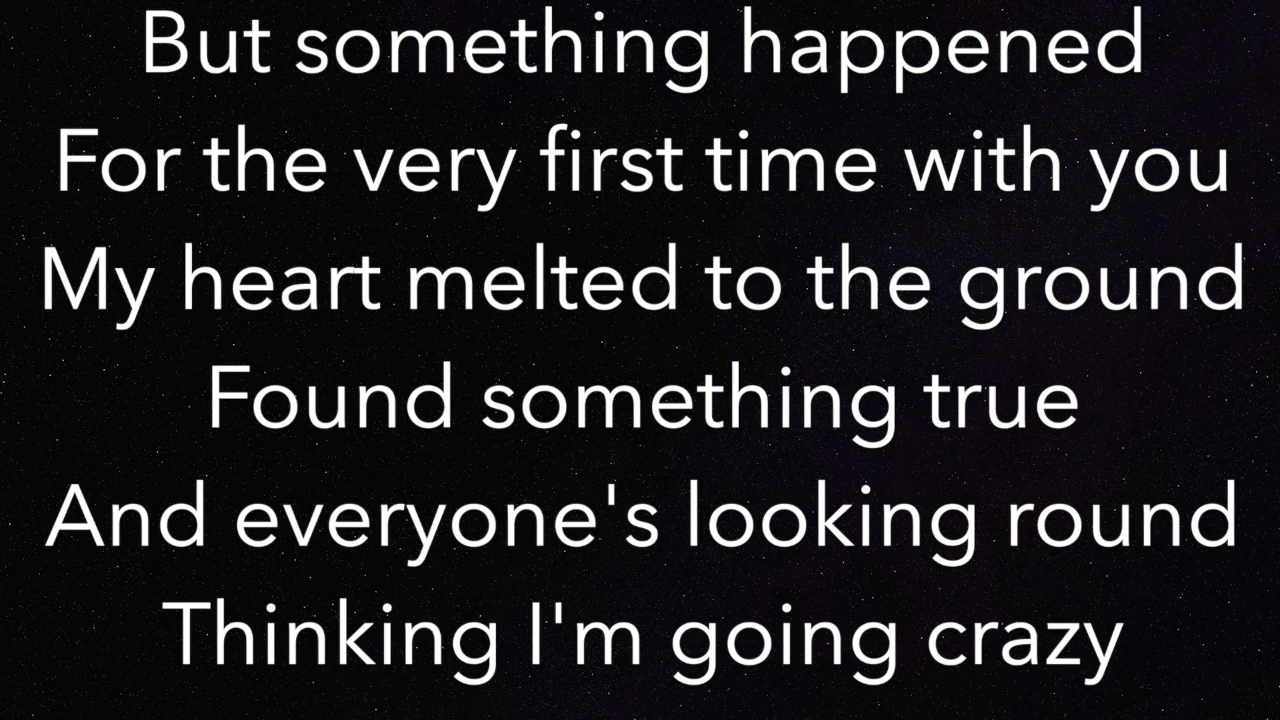 But something happened
For the very first time with you
My heart melted to the ground
Found something true
And everyone's looking round
Thinking I'm going crazy